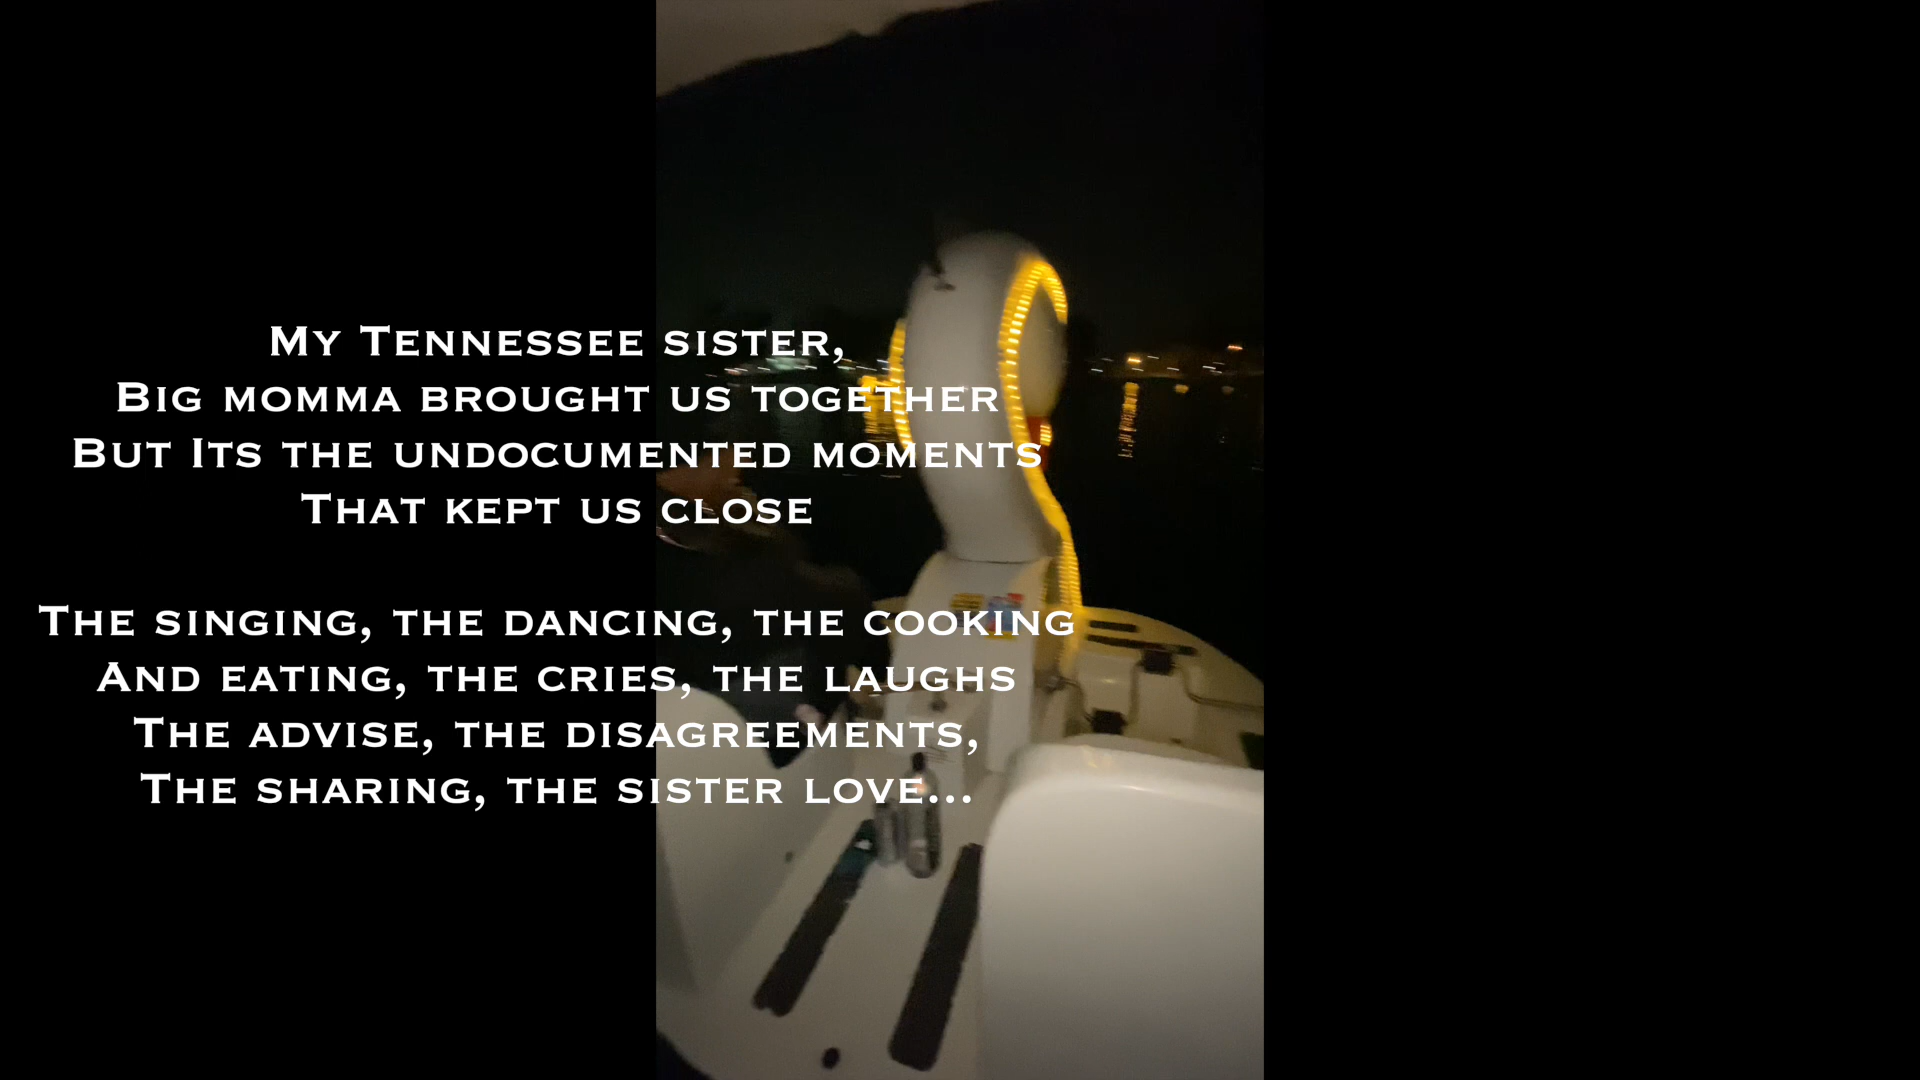 My Tennessee sister,
Big momma brought us together
But Its the undocumented moments
That kept us close
The singing, the dancing, the cooking
And eating, the cries, the laughs
The advise, the disagreements,
The sharing, the sister love...